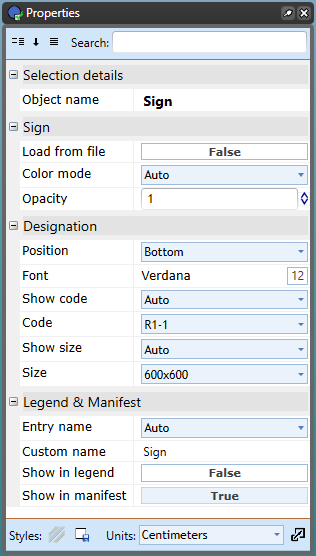 Properties
Search:
Selection details
Object name Sign
Sign
Load from file False
Color mode Auto
Opacity 1
Designation
Position Bottom
Font Verdana 12
Show code Auto
Code R1-1
Show size Auto
Size 600x600
Legend & Manifest
Entry name Auto
Custom name Sign
Show in legend False
Show in manifest True
Styles: Units: Centimeters